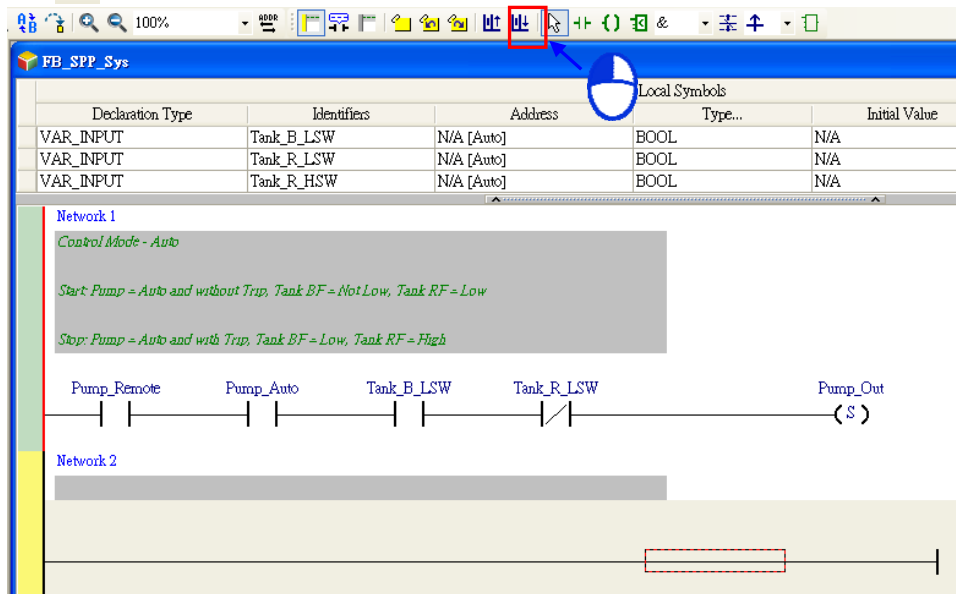 100%
ADDR
&
FB_SPP_Sys
Local Symbols
Declaration Type Identifiers Address Type... Initial Value
VAR_INPUT Tank_B_LSW N/A [Auto] BOOL N/A
VAR_INPUT Tank_R_LSW N/A [Auto] BOOL N/A
VAR_INPUT Tank_R_HSW N/A [Auto] BOOL N/A
Network 1
Control Mode - Auto
Start: Pump = Auto and without Trip, Tank BF = Not Low, Tank RF = Low
Stop: Pump = Auto and with Trip, Tank BF = Low, Tank RF = High
Pump_Remote Pump_Auto Tank_B_LSW Tank_R_LSW Pump_Out
S
Network 2